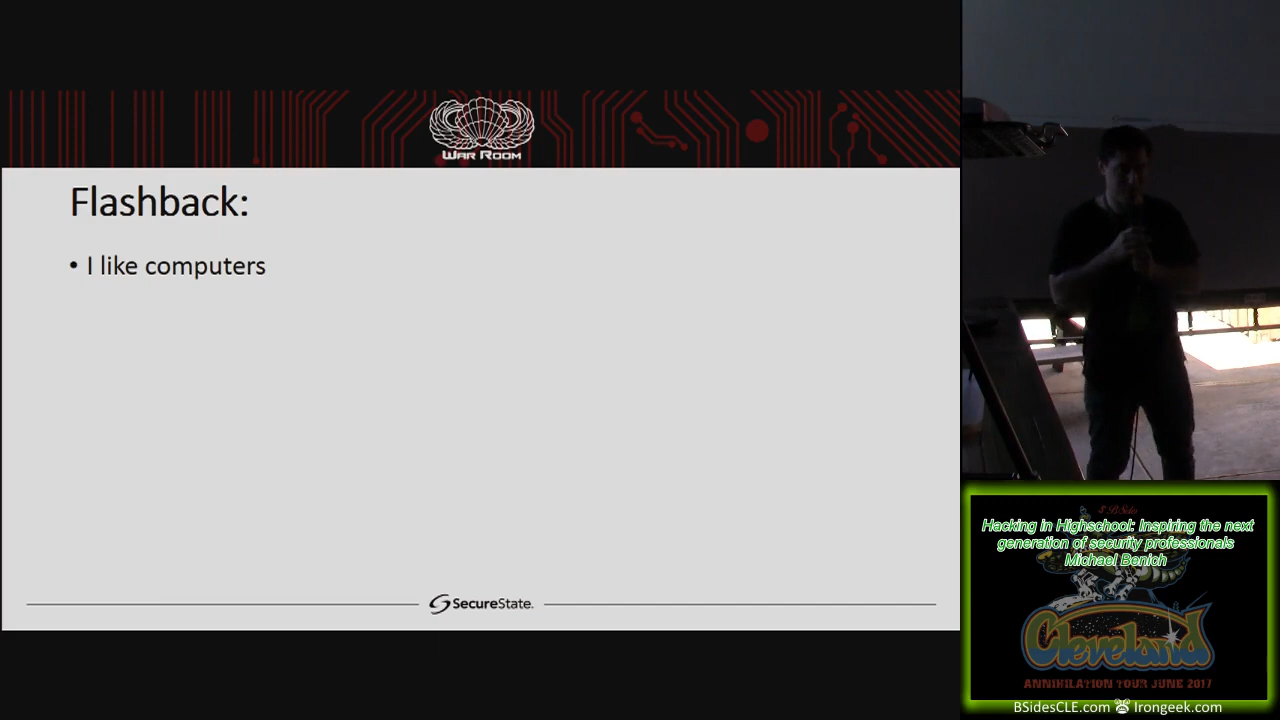 WAR ROOM
Flashback:
• I like computers
SecureState.
BSides
Hacking in Highschool: Inspiring the next
generation of security professionals
Michael Benich
Cleveland
ANNIHILATION TOUR JUNE 2017
BSidesCLE.com Irongeek.com